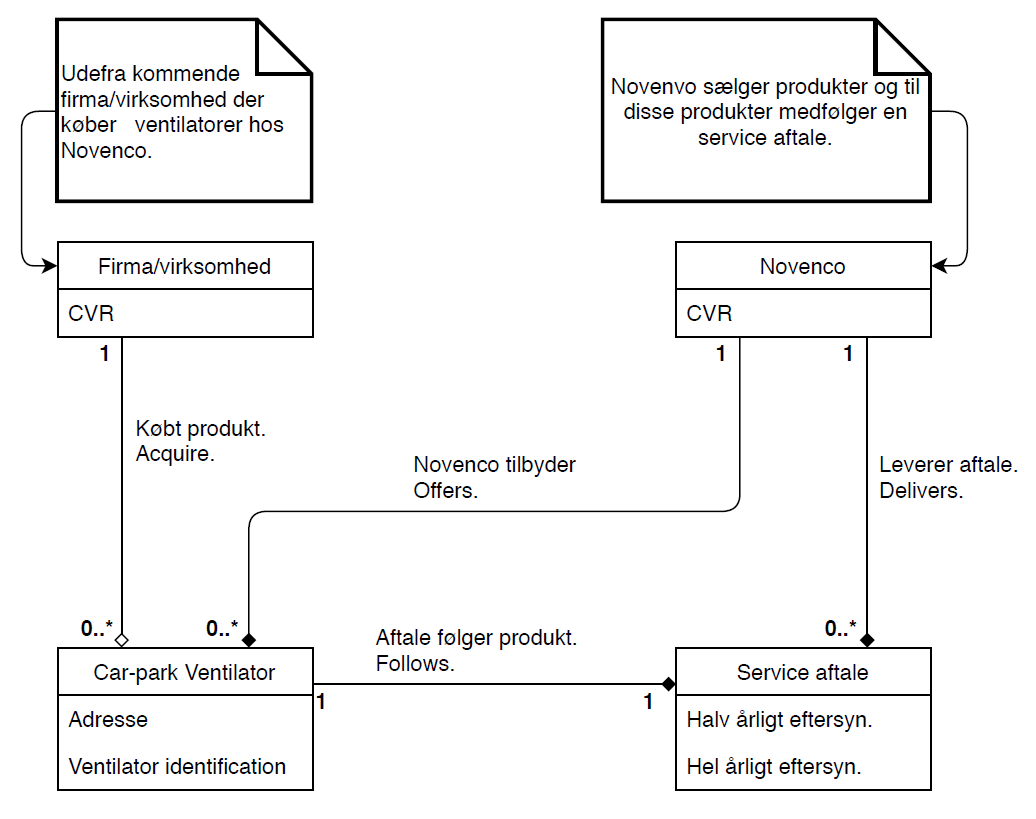 Udefra kommende
firma/virksomhed der
køber ventilatorer hos
Novenco.
Novenvo sælger produkter og til
disse produkter medfølger en
service aftale.
Firma/virksomhed
CVR
Novenco
CVR
1
1
1
Købt produkt.
Acquire.
Novenco tilbyder
Offers.
Leverer aftale.
Delivers.
0..*
0..*
0..*
Aftale følger produkt.
Follows.
Car-park Ventilator
Adresse
Ventilator identification
1
1
Service aftale
Halv årligt eftersyn.
Hel årligt eftersyn.